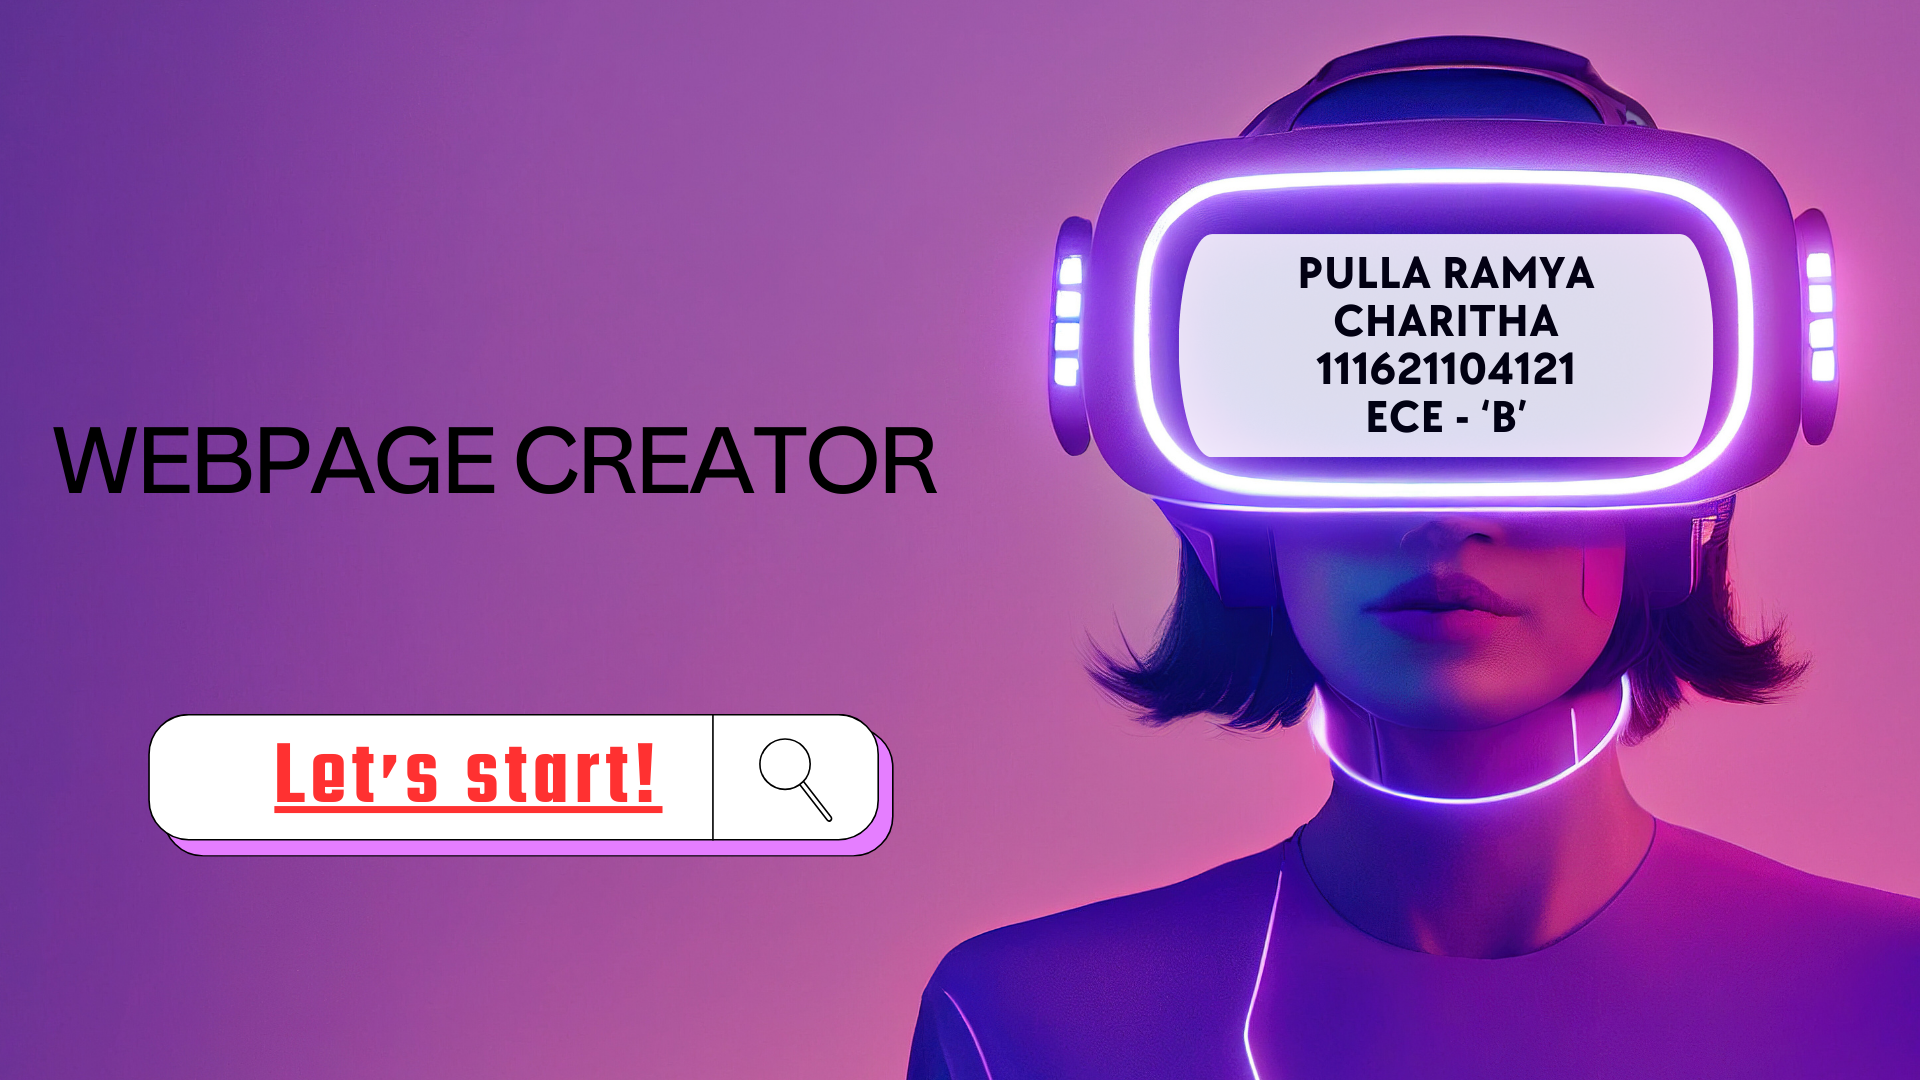 WEBPAGE CREATOR
Let's start!
PULLA RAMYA
CHARITHA
111621104121
ECE - ‘B’